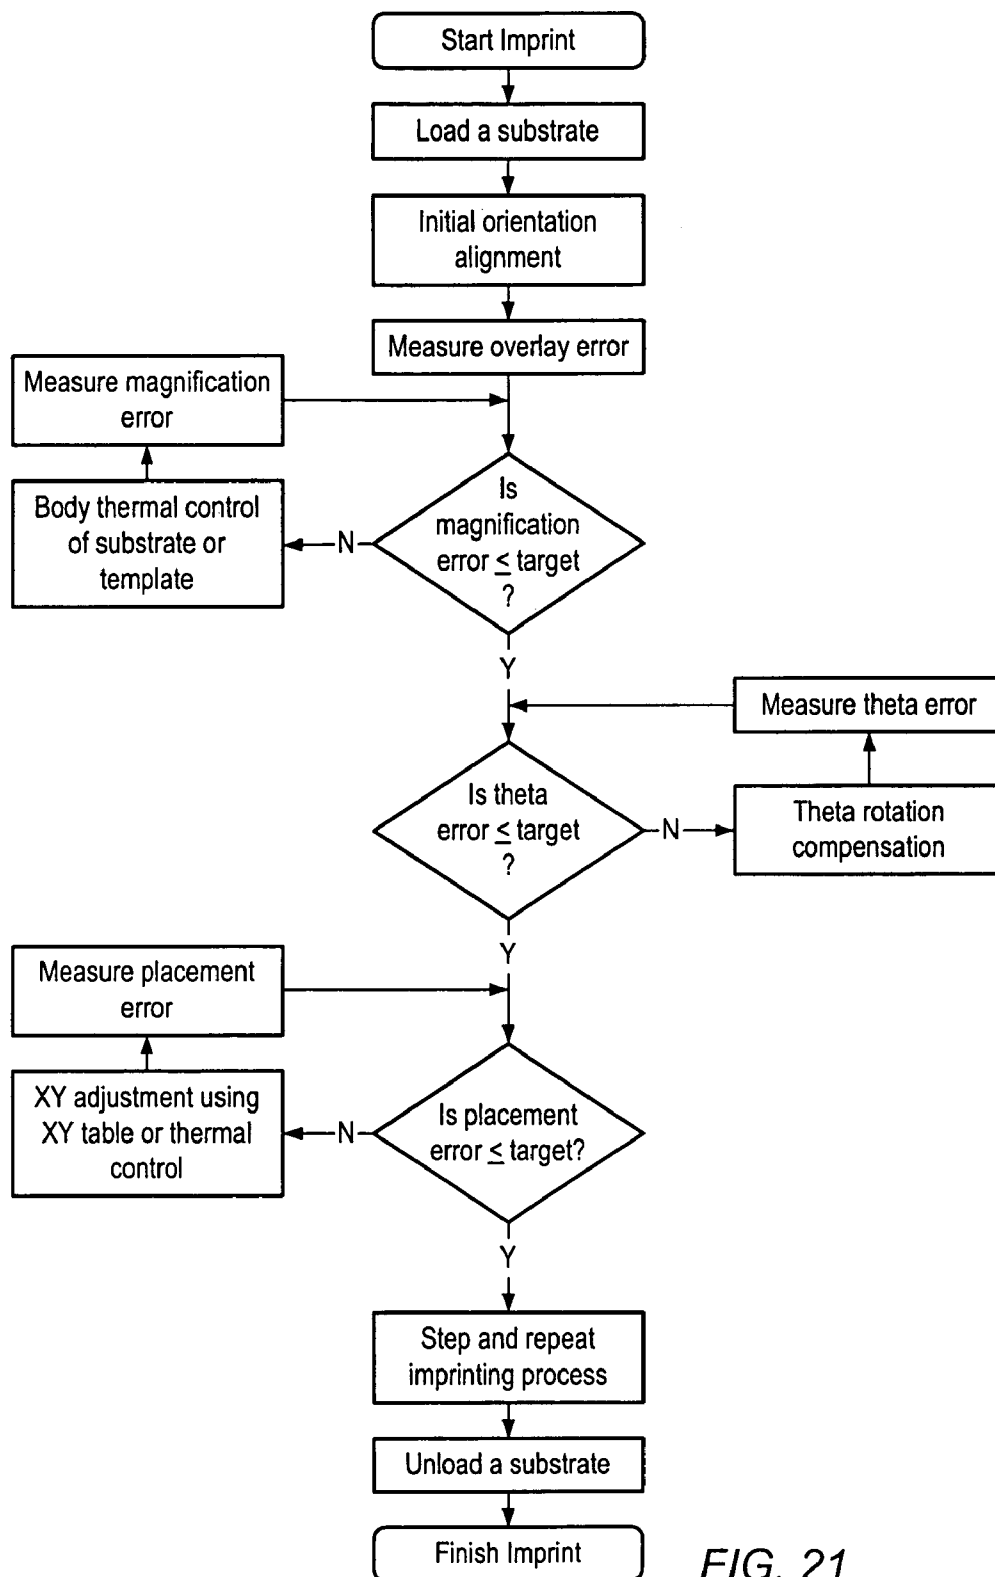 Start Imprint
Load a substrate
Initial orientation
alignment
Measure overlay error
Measure magnification
error
Body thermal control
of substrate or
template
N
Is
magnification
error ≤ target
?
Y
Measure theta error
Is theta
error ≤ target
?
N
Theta rotation
compensation
Y
Measure placement
error
XY adjustment using
XY table or thermal
control
N
Is placement
error ≤ target?
Y
Step and repeat
imprinting process
Unload a substrate
Finish Imprint
FIG. 21